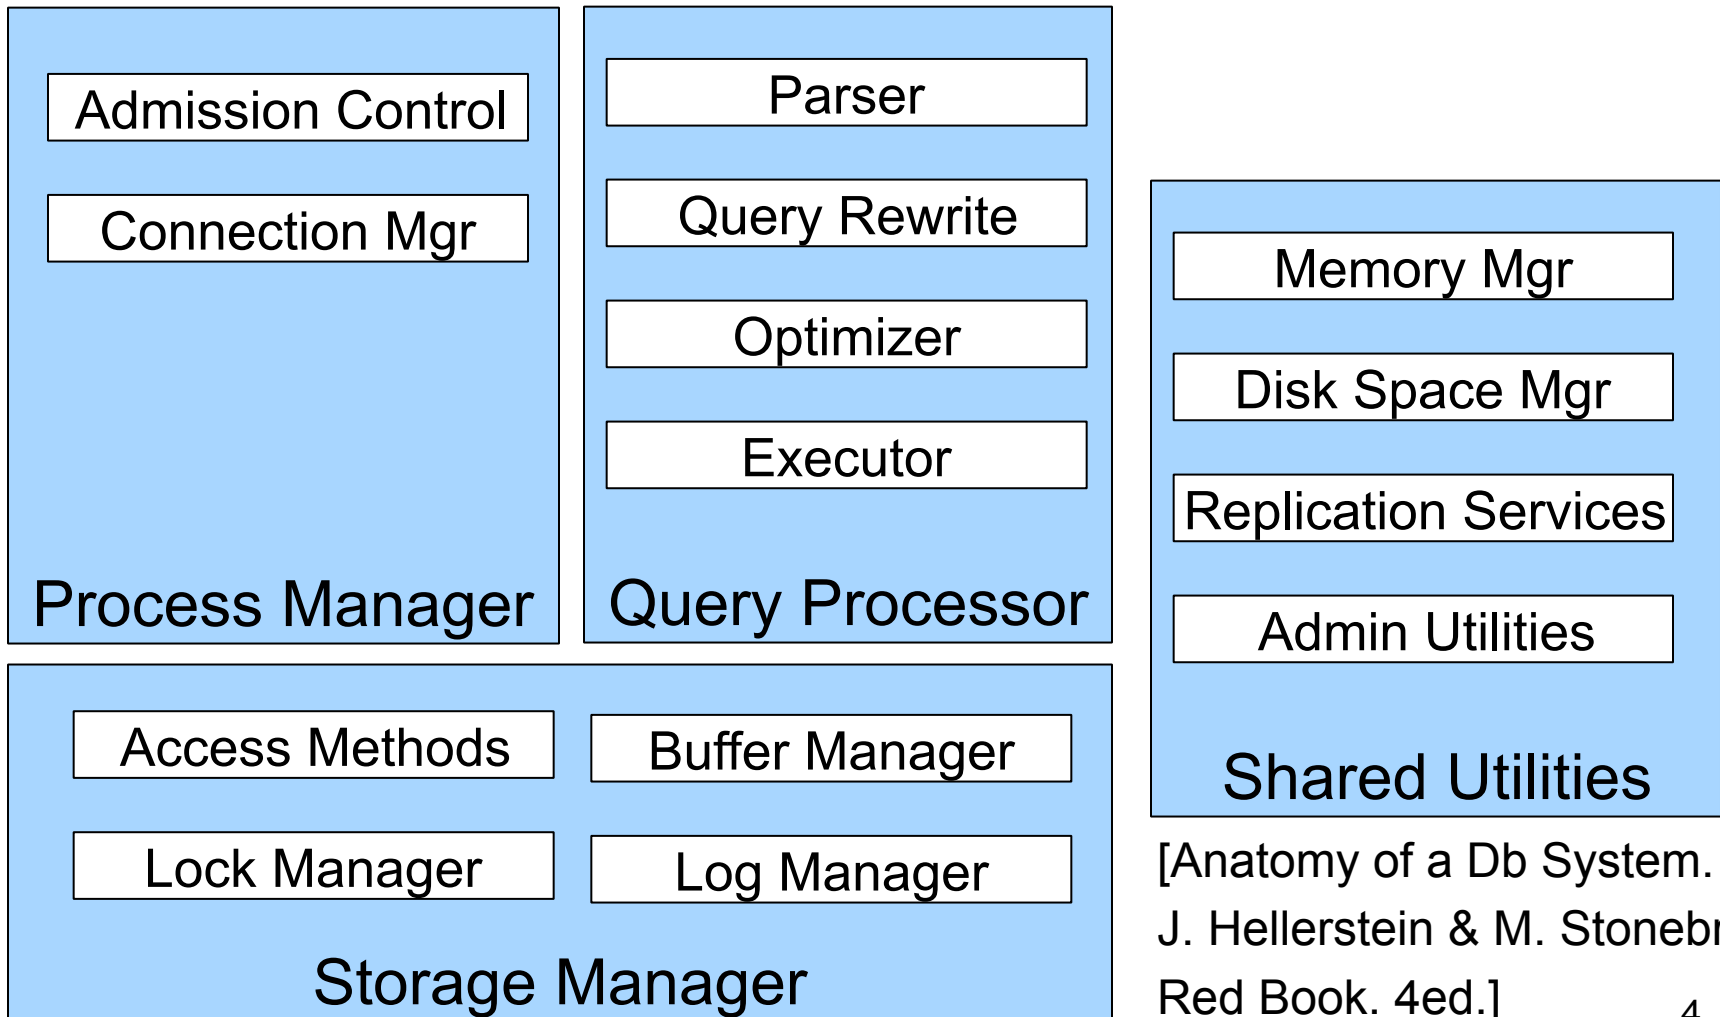 Admission Control
Connection Mgr
Process Manager
Parser
Query Rewrite
Optimizer
Executor
Query Processor
Memory Mgr
Disk Space Mgr
Replication Services
Admin Utilities
Shared Utilities
Access Methods
Buffer Manager
Lock Manager
Log Manager
Storage Manager
[Anatomy of a Db System.
J. Hellerstein & M.
Red Book. 4ed.]
4